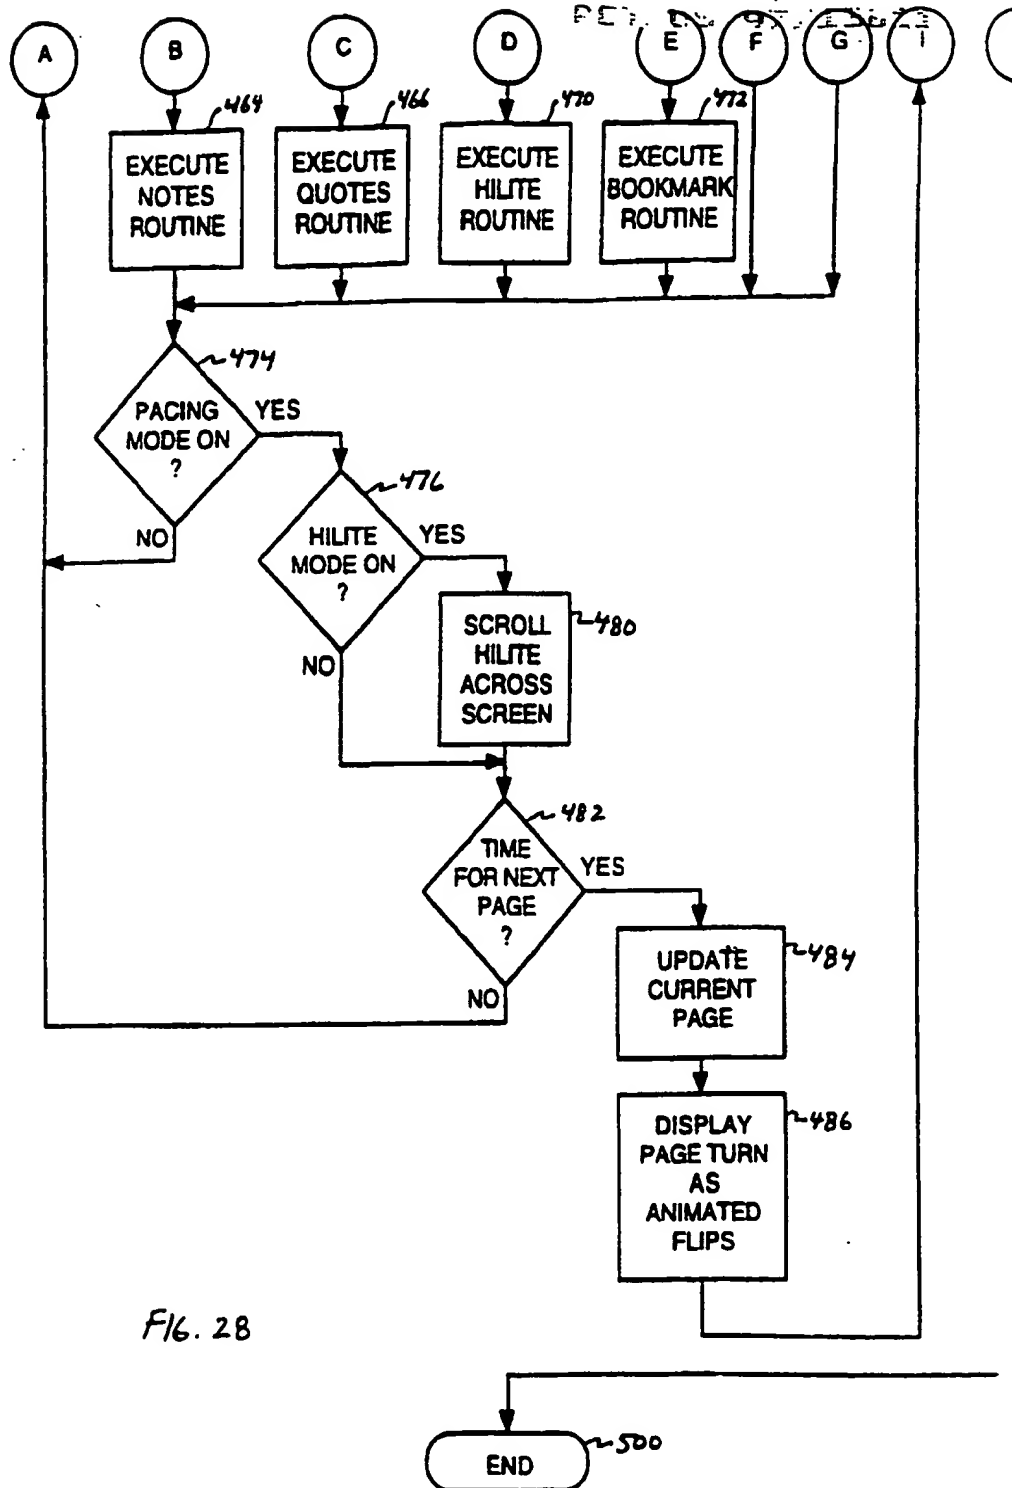 A B C D E F G I
464
466
470
472
EXECUTE
NOTES
ROUTINE
EXECUTE
QUOTES
ROUTINE
EXECUTE
HILITE
ROUTINE
EXECUTE
BOOKMARK
ROUTINE
474
PACING
MODE ON
?
YES
NO
476
HILITE
MODE ON
?
YES
NO
480
SCROLL
HILITE
ACROSS
SCREEN
482
TIME
FOR NEXT
PAGE
?
YES
NO
484
UPDATE
CURRENT
PAGE
486
DISPLAY
PAGE TURN
AS
ANIMATED
FLIPS
FIG. 28
END
500